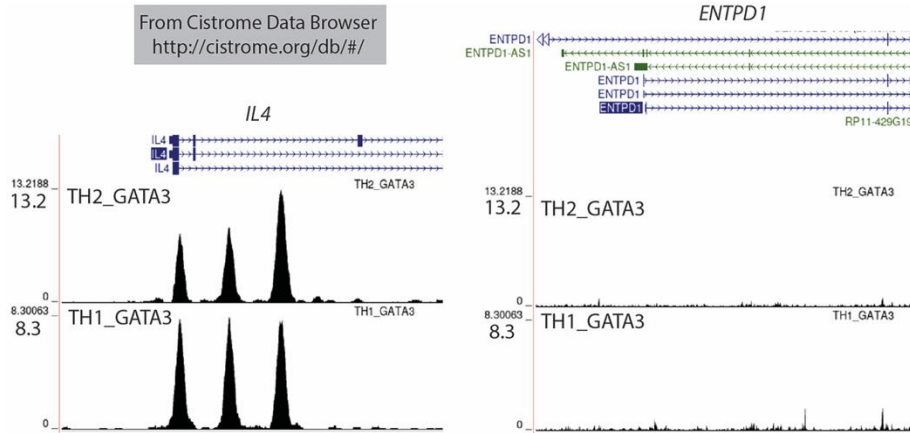 From Cistrome Data Browser
http://cistrome.org/db/#/
IL4
IL4
IL4
IL4
13.2188
13.2
TH2_GATA3
TH2_GATA3
0
8.30063
8.3
TH1_GATA3
TH1_GATA3
0
ENTPD1
ENTPD1
ENTPD1-AS1
ENTPD1-AS1
ENTPD1
ENTPD1
ENTPD1
RP11-429G19
13.2188
13.2
TH2_GATA3
TH2_GATA3
0
8.30063
8.3
TH1_GATA3
TH1_GATA3
0